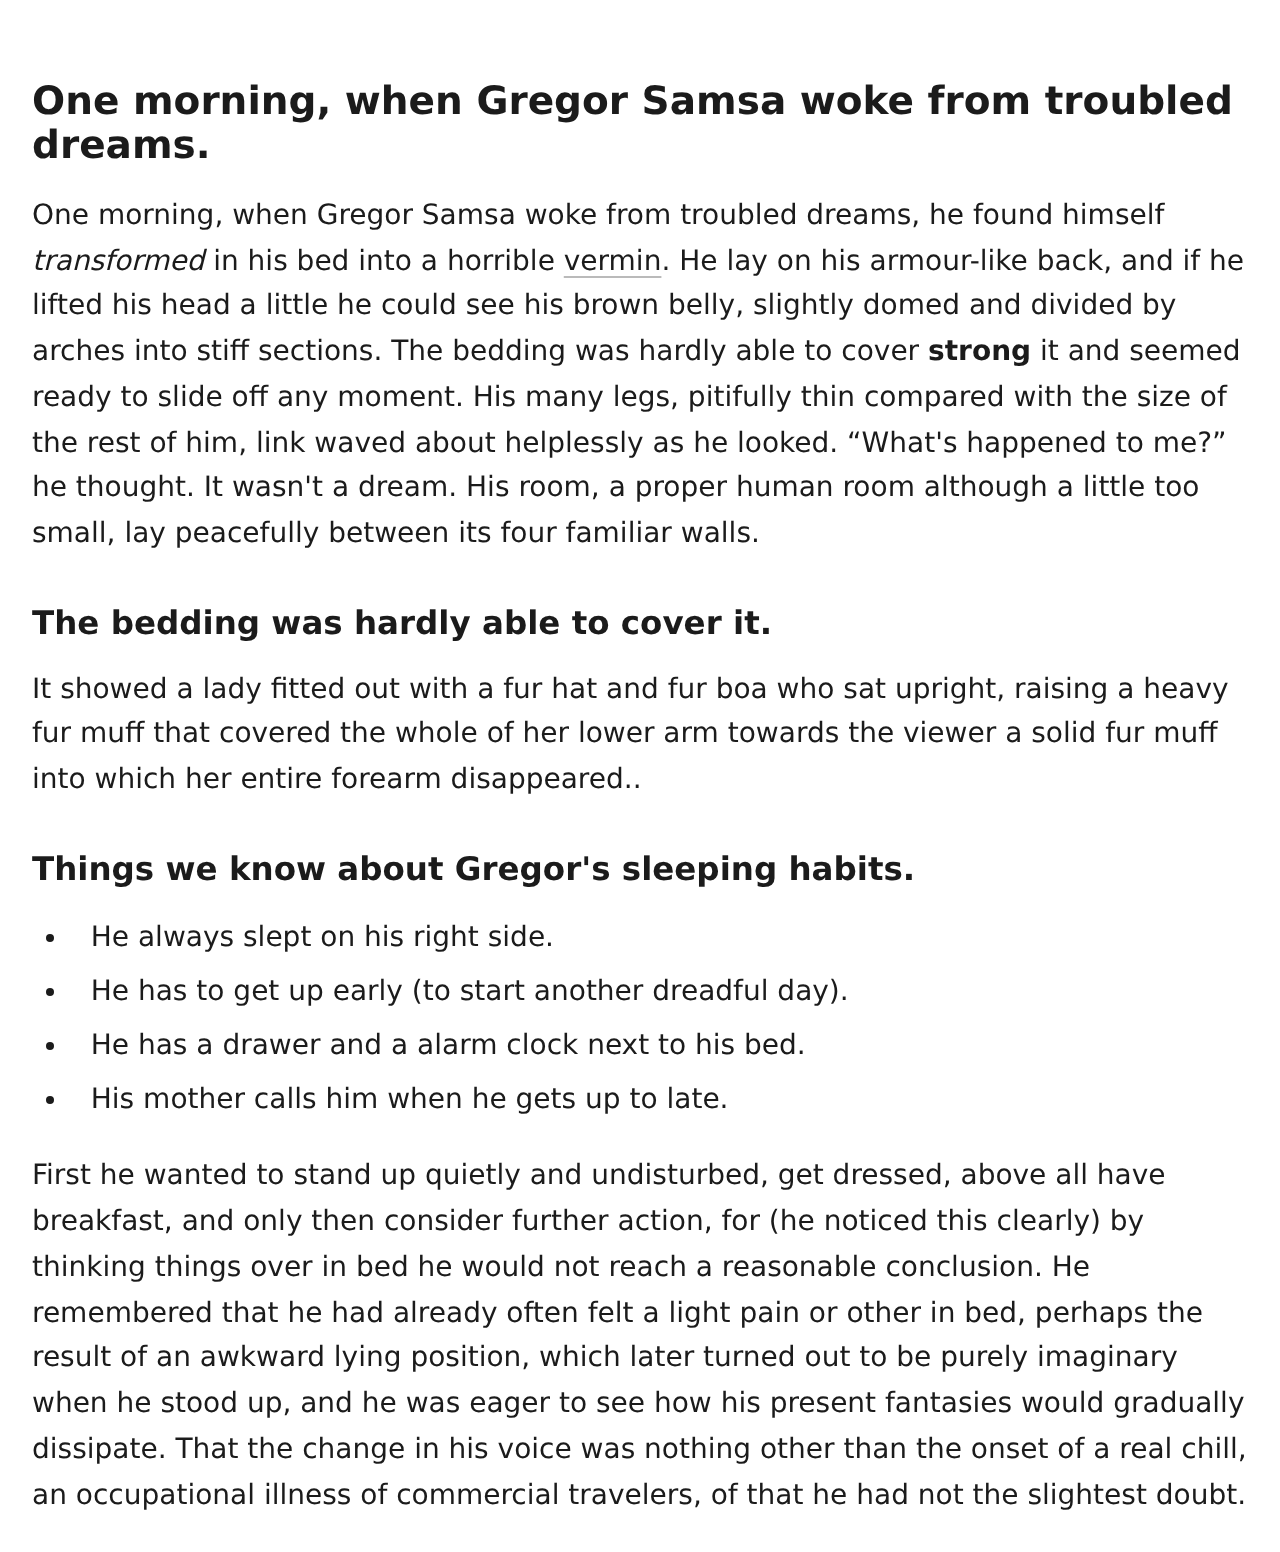 One morning, when Gregor Samsa woke from troubled
dreams.
One morning, when Gregor Samsa woke from troubled dreams, he found himself
transformed in his bed into a horrible vermin. He lay on his armour-like back, and if he
lifted his head a little he could see his brown belly, slightly domed and divided by
arches into stiff sections. The bedding was hardly able to cover strong it and seemed
ready to slide off any moment. His many legs, pitifully thin compared with the size of
the rest of him, link waved about helplessly as he looked. “What's happened to me?”
he thought. It wasn't a dream. His room, a proper human room although a little too
small, lay peacefully between its four familiar walls.
The bedding was hardly able to cover it.
It showed a lady fitted out with a fur hat and fur boa who sat upright, raising a heavy
fur muff that covered the whole of her lower arm towards the viewer a solid fur muff
into which her entire forearm disappeared..
Things we know about Gregor's sleeping habits.
• He always slept on his right side.
• He has to get up early (to start another dreadful day).
• He has a drawer and a alarm clock next to his bed.
• His mother calls him when he gets up to late.
First he wanted to stand up quietly and undisturbed, get dressed, above all have
breakfast, and only then consider further action, for (he noticed this clearly) by
thinking things over in bed he would not reach a reasonable conclusion. He
remembered that he had already often felt a light pain or other in bed, perhaps the
result of an awkward lying position, which later turned out to be purely imaginary
when he stood up, and he was eager to see how his present fantasies would gradually
dissipate. That the change in his voice was nothing other than the onset of a real chill,
an occupational illness of commercial travelers, of that he had not the slightest doubt.